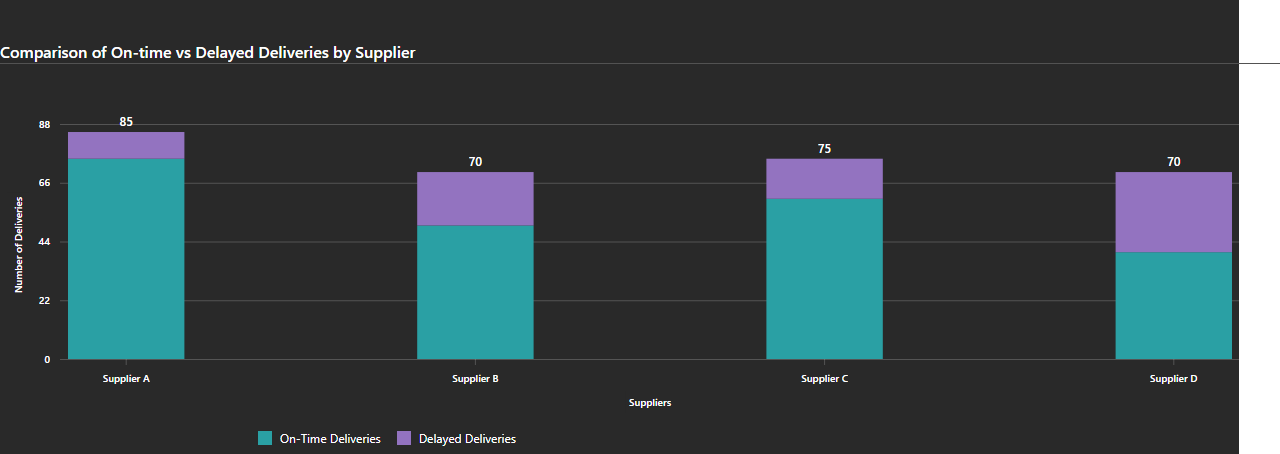 Comparison of On-time vs Delayed Deliveries by Supplier
85
88
75
70
70
66
44
22
0
Number of Deliveries
Supplier A
Supplier B
Supplier C
Supplier D
Suppliers
On-Time Deliveries
Delayed Deliveries